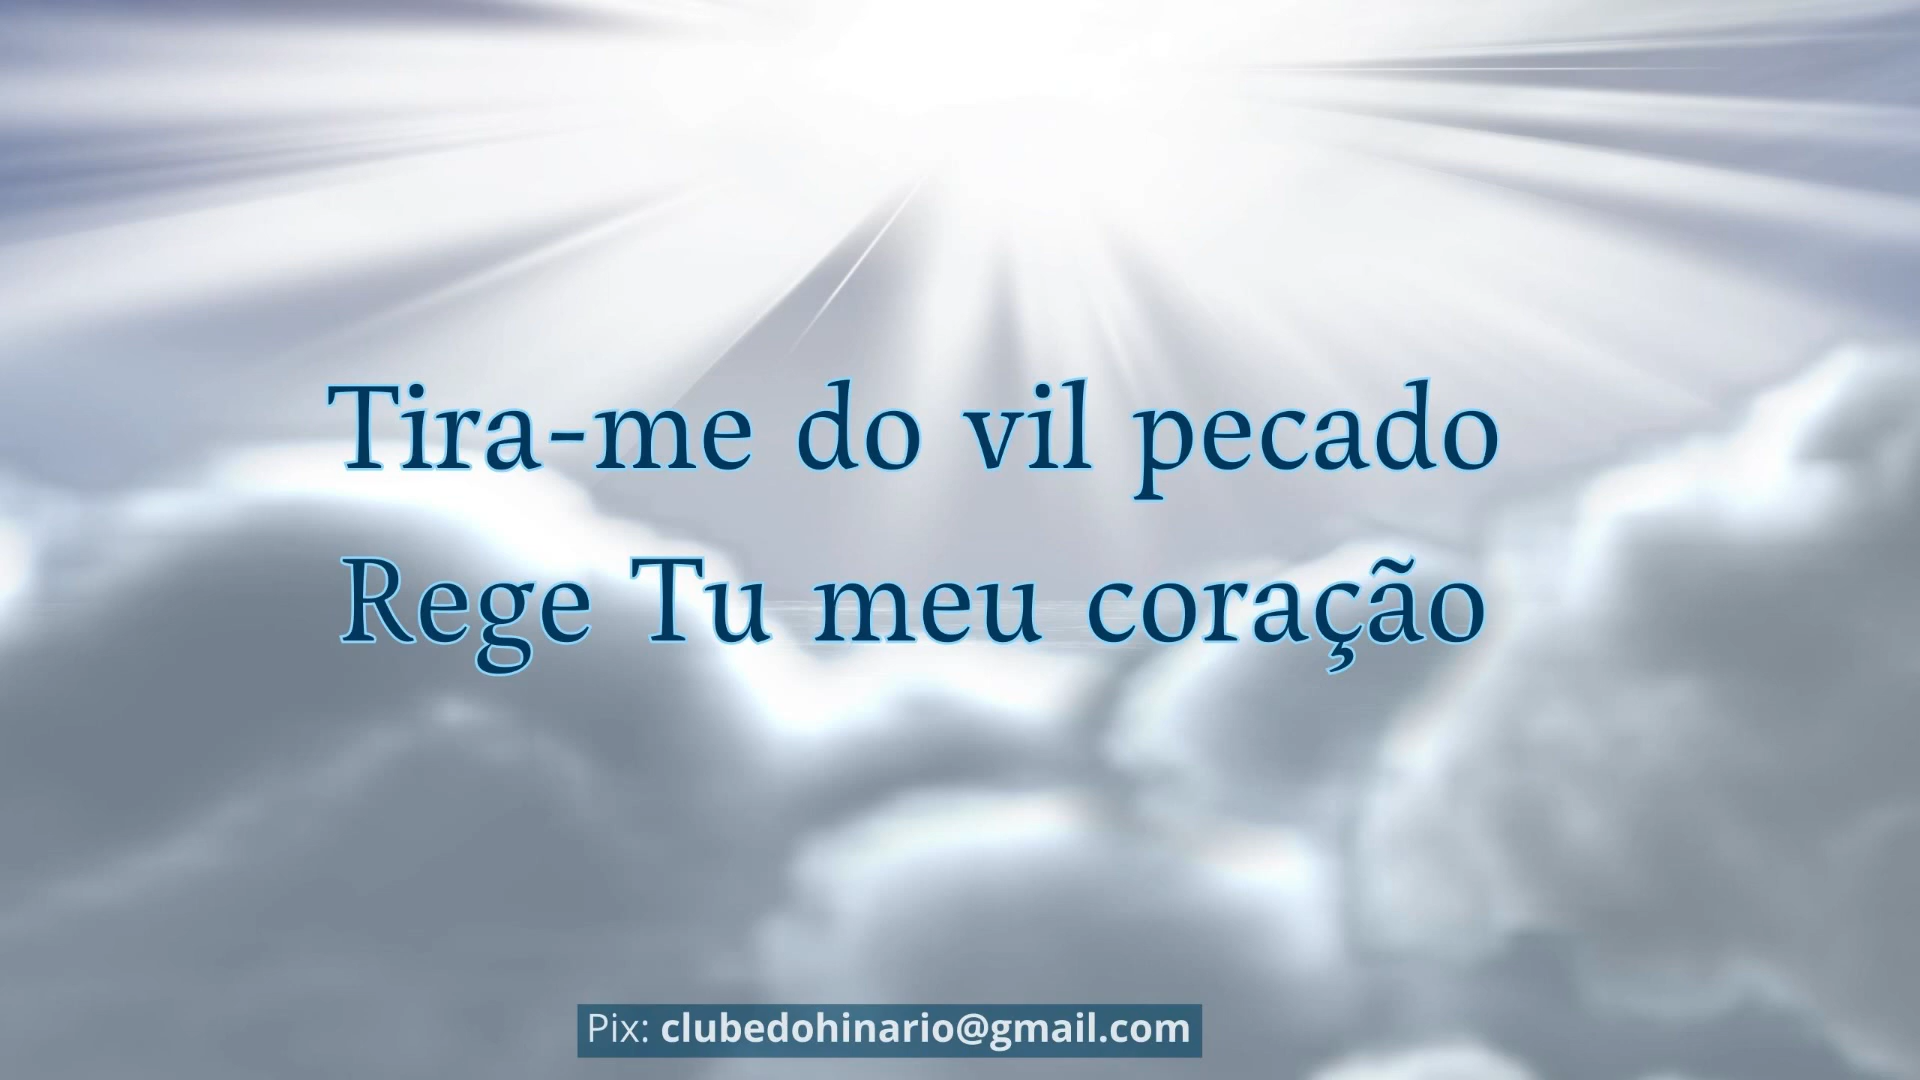 Tira-me do vil pecado
Rege Tu meu coração
Pix: clubedohinario@gmail.com